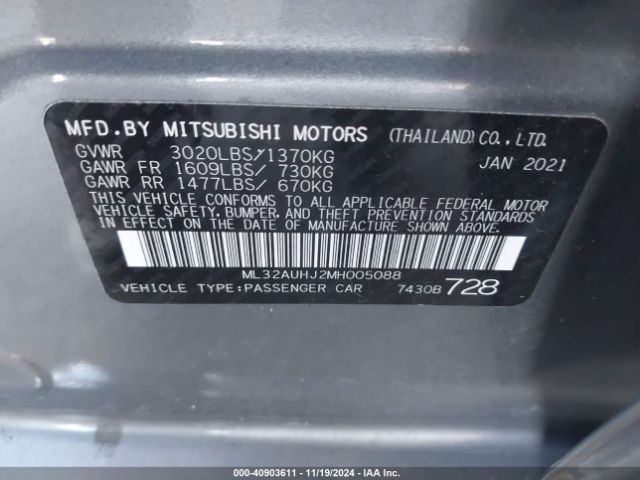 MFD.BY MITSUBISHI MOTORS (THAILAND) CO., LTD.
GVWR 3020LBS/1370KG JAN 2021
GAWR FR 1609LBS/ 730KG
GAWR RR 1477LBS/ 670KG
THIS VEHICLE CONFORMS TO ALL APPLICABLE FEDERAL MOTOR
VEHICLE SAFETY, BUMPER, AND THEFT PREVENTION STANDARDS
IN EFFECT ON THE DATE OF MANUFACTURE SHOWN ABOVE.
ML32AUHJ2MH005088
VEHICLE TYPE:PASSENGER CAR 7430B 728
000-40903611 - 11/19/2024 - IAA Inc.